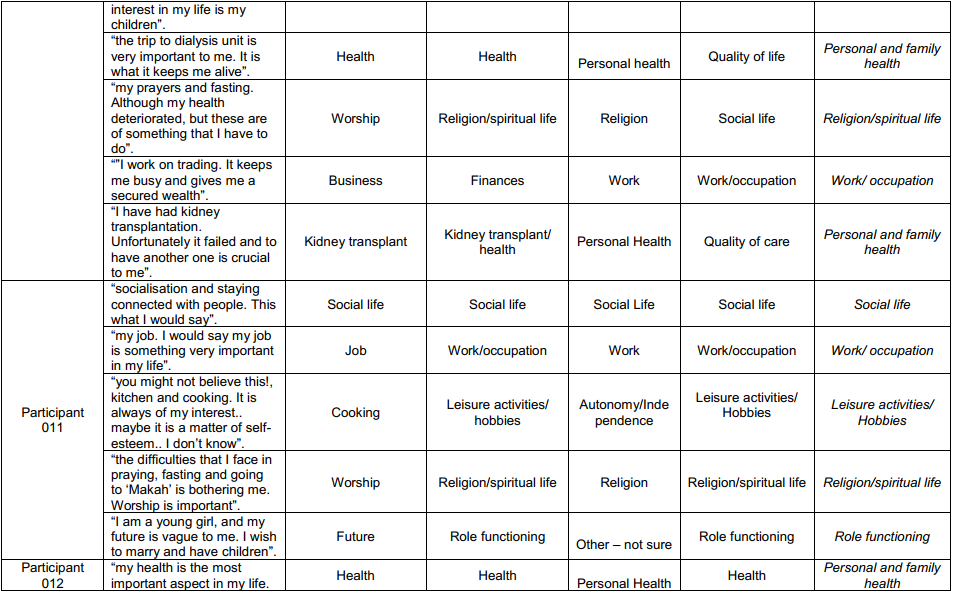 interest in my life is my
children”.
“the trip to dialysis unit is
very important to me. It is
what it keeps me alive”.
Health
Health
Personal health
Quality of life
Personal and family
health
“my prayers and fasting.
Although my health
deteriorated, but these are
of something that I have to
do”.
Worship
Religion/spiritual life
Religion
Social life
Religion/spiritual life
“"I work on trading. It keeps
me busy and gives me a
secured wealth”.
Business
Finances
Work
Work/occupation
Work/ occupation
“I have had kidney
transplantation.
Unfortunately it failed and to
have another one is crucial
to me”.
Kidney transplant
Kidney transplant/
health
Personal Health
Quality of care
Personal and family
health
Participant
011
“socialisation and staying
connected with people. This
what I would say”.
Social life
Social life
Social Life
Social life
Social life
“my job. I would say my job
is something very important
in my life”.
Job
Work/occupation
Work
Work/occupation
Work/ occupation
“you might not believe this!,
kitchen and cooking. It is
always of my interest..
maybe it is a matter of self-
esteem.. I don’t know”.
Cooking
Leisure activities/
hobbies
Autonomy/Inde
pendence
Leisure activities/
Hobbies
Leisure activities/
Hobbies
“the difficulties that I face in
praying, fasting and going
to ‘Makah’ is bothering me.
Worship is important”.
Worship
Religion/spiritual life
Religion
Religion/spiritual life
Religion/spiritual life
“I am a young girl, and my
future is vague to me. I wish
to marry and have children”.
Future
Role functioning
Other – not sure
Role functioning
Role functioning
Participant
012
“my health is the most
important aspect in my life.
Health
Health
Personal Health
Health
Personal and family
health